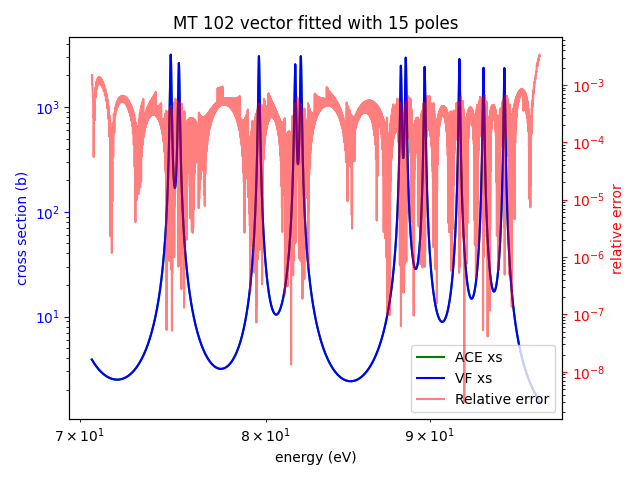 MT 102 vector fitted with 15 poles
cross section (b)
10³
10²
10¹
10⁻³
10⁻⁴
10⁻⁵
10⁻⁶
10⁻⁷
10⁻⁸
relative error
ACE xs
VF xs
Relative error
7 × 10¹ 8 × 10¹ 9 × 10¹
energy (eV)